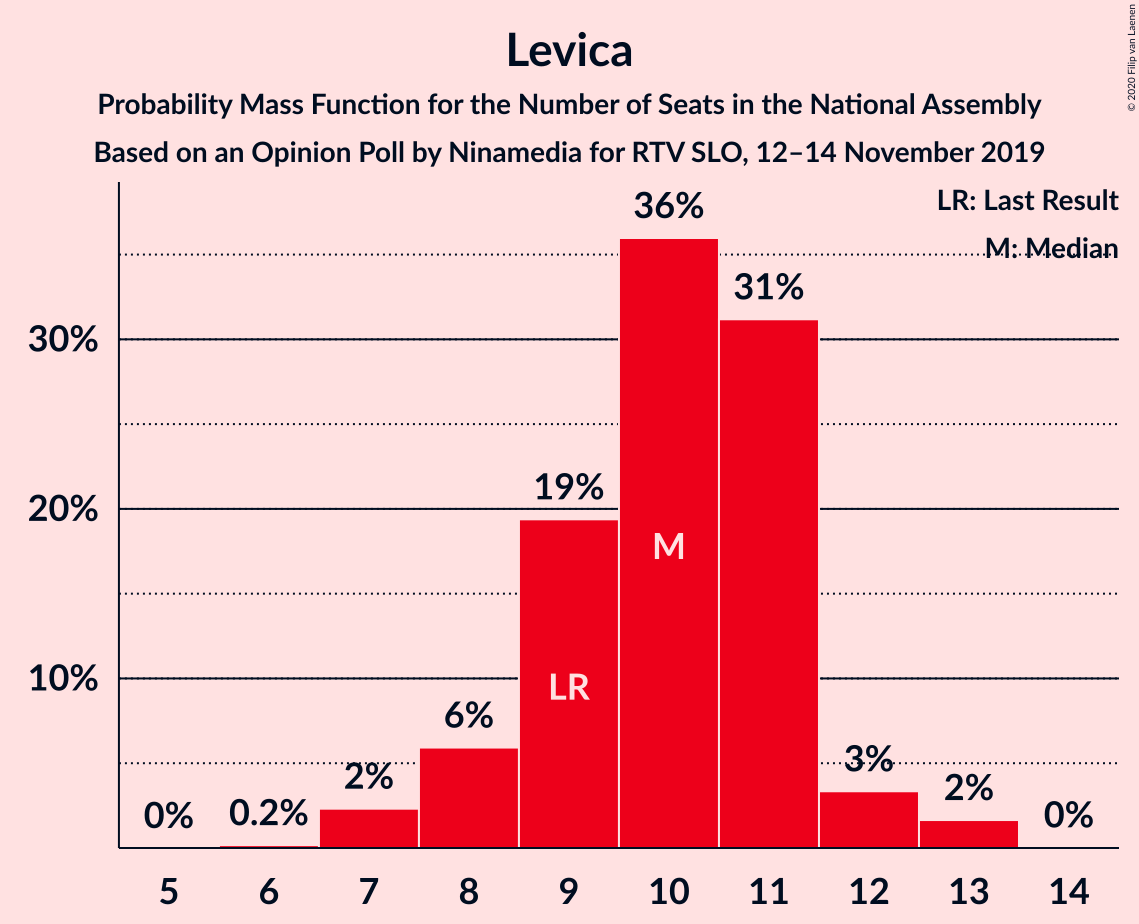 Levica
Probability Mass Function for the Number of Seats in the National Assembly
Based on an Opinion Poll by Ninamedia for RTV SLO, 12–14 November 2019
© 2020 Filip van Laenen
LR: Last Result
M: Median
30%
20%
10%
0%
0.2%
2%
6%
19%
36%
31%
3%
2%
0%
LR
M
5 6 7 8 9 10 11 12 13 14